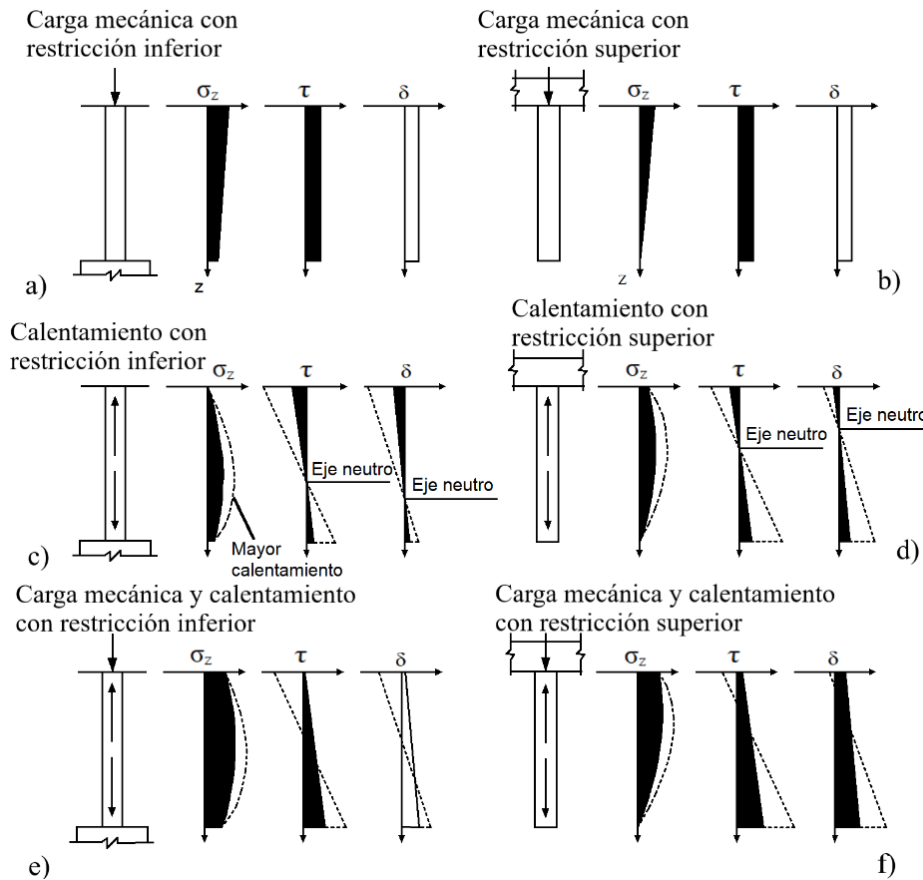 Carga mecánica con
restricción inferior
σz
τ
δ
z
a)
Carga mecánica con
restricción superior
σz
τ
δ
z
b)
Calentamiento con
restricción inferior
σz
τ
δ
Eje neutro
Eje neutro
Mayor
calentamiento
c)
Calentamiento con
restricción superior
σz
τ
δ
Eje neutro
Eje neutro
d)
Carga mecánica y calentamiento
con restricción inferior
σz
τ
δ
e)
Carga mecánica y calentamiento
con restricción superior
σz
τ
δ
f)